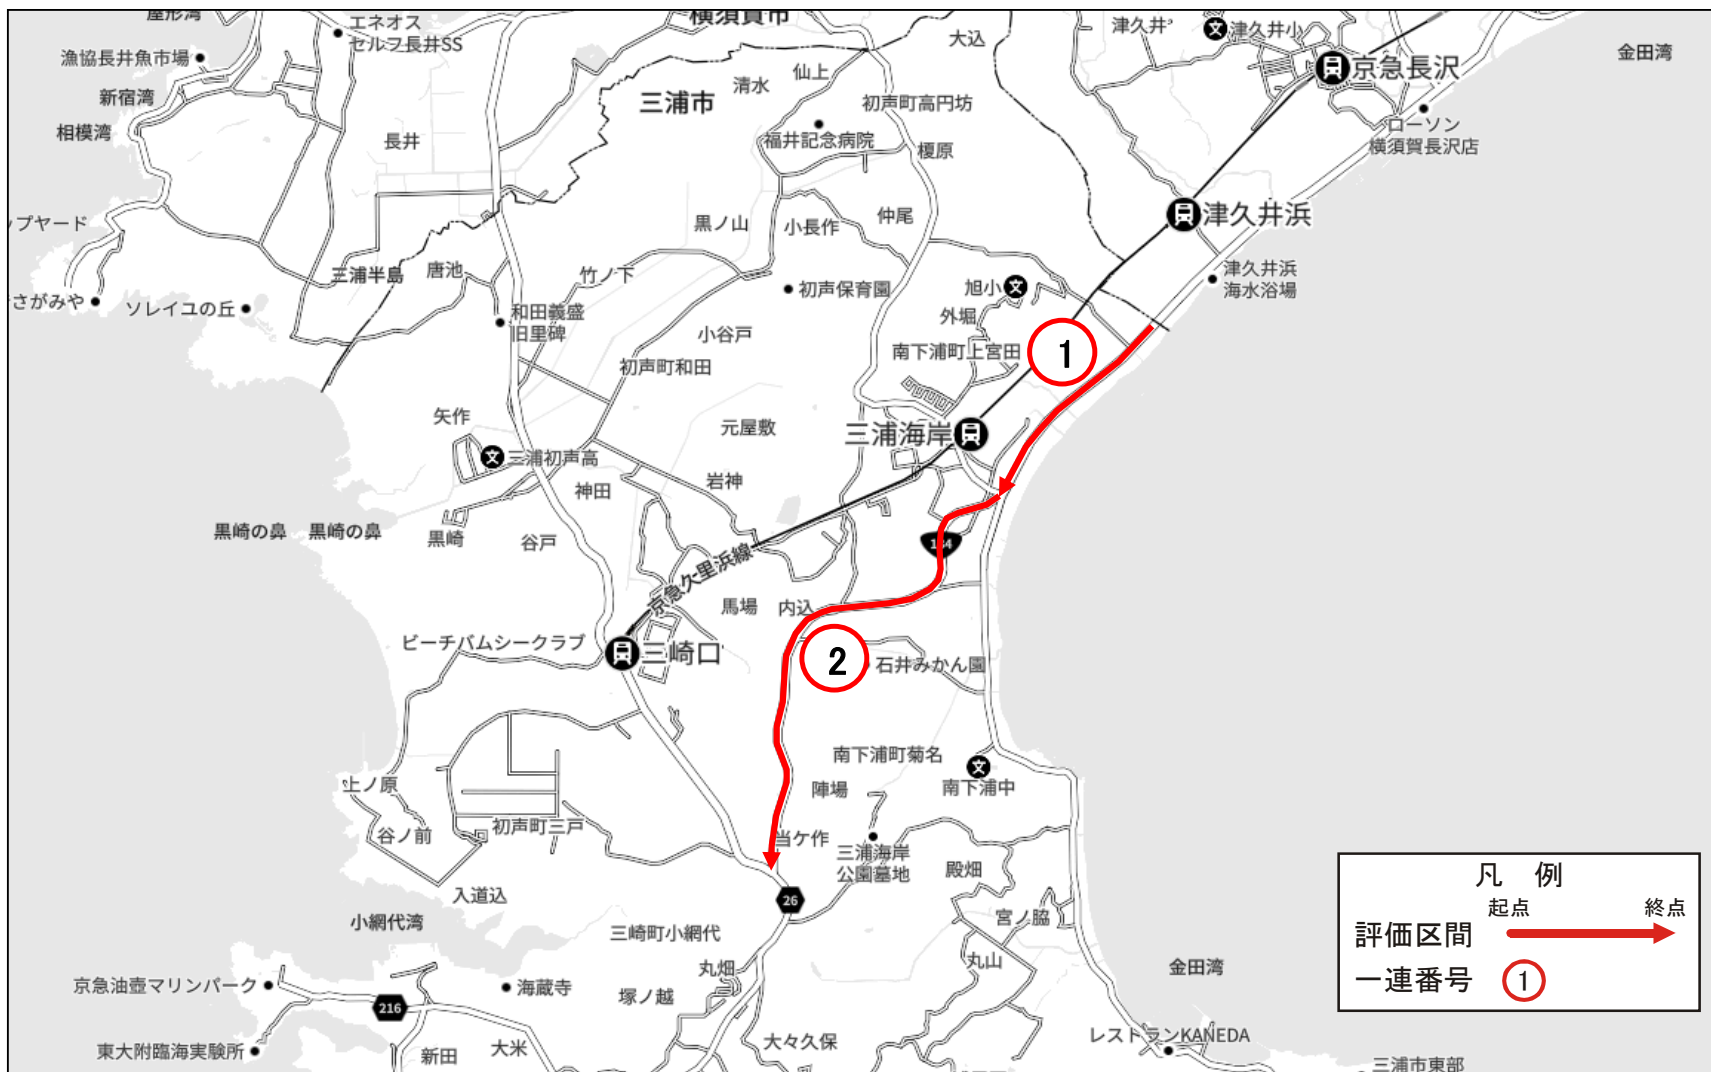 エネオス
セルフ長井SS
横須賀市
大込
津久井小
金田湾
漁協長井魚市場
新宿湾
相模湾
長井
三浦市
清水
仙上
初声町高円坊
福井記念病院
榎原
京急長沢
ローソン
横須賀長沢店
津久井浜
津久井浜
海水浴場
黒ノ山
小長作
仲尾
三浦半島
唐池
竹ノ下
初声保育園
旭小
外堀
さがみや
ソレイユの丘
和田義盛
旧里碑
小谷戸
初声町和田
南下浦町上宮田
1
矢作
元屋敷
三浦海岸
三浦初声高
神田
岩神
黒崎の鼻
黒崎の鼻
黒崎
谷戸
京急久里浜線
馬場
内込
ビーチバムシークラブ
三崎口
2
石井みかん園
南下浦町菊名
南下浦中
上ノ原
陣場
谷ノ前
初声町三戸
当ケ作
三浦海岸
公園墓地
殿畑
入道込
26
小網代湾
三崎町小網代
宮ノ脇
丸畑
丸山
金田湾
京急油壺マリンパーク
216
海蔵寺
塚ノ越
東大附臨海実験所
新田
大米
大々久保
レストランKANEDA
三浦市東部
凡 例
起点 終点
評価区間
一連番号 1